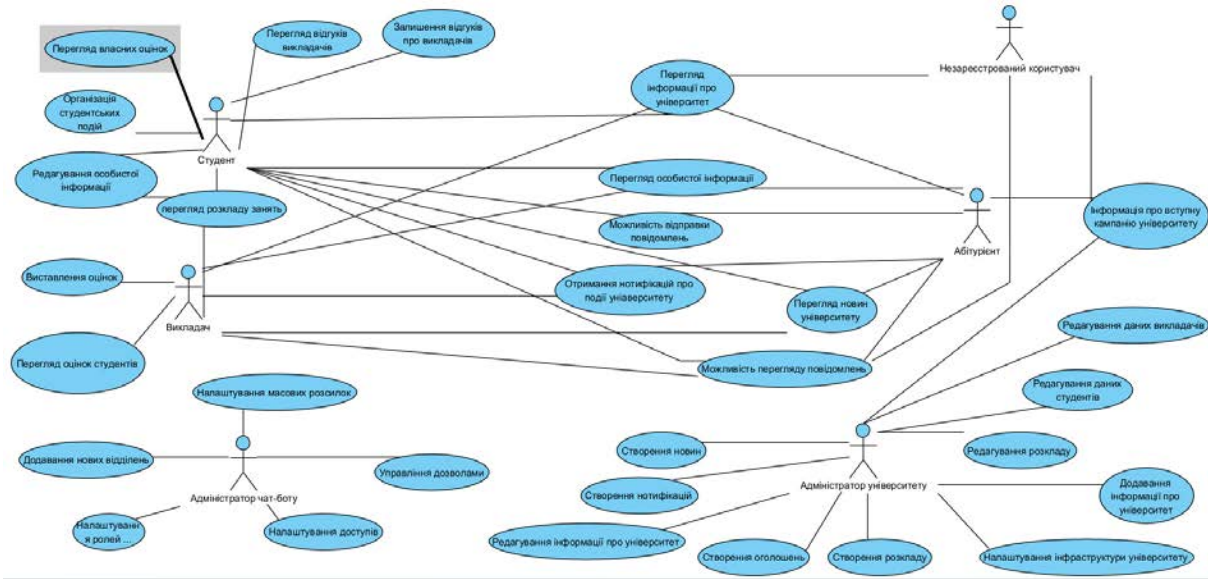 Перегляд власних оцінок
Перегляд відгуків
викладачів
Залишення відгуків
про викладачів
Незареєстрований користувач
Перегляд
інформації про
університет
Організація
студентських
подій
Студент
Редагування особистої
інформації
перегляд розкладу занять
Перегляд особистої інформації
Можливість відправки
повідомлень
Абітурієнт
Інформація про вступну
кампанію університету
Виставлення оцінок
Викладач
Отримання нотифікацій про
події уніаверситету
Перегляд новин
університету
Редагування даних викладачів
Перегляд оцінок студентів
Можливість перегляду повідомлень
Налаштування масових розсилок
Редагування даних
студентів
Додавання нових відділень
Управління дозволами
Адміністратор чат-боту
Налаштуванн
я ролей ...
Налаштування доступів
Створення новин
Редагування розкладу
Створення нотифікацій
Адміністратор університету
Додавання
інформації про
університет
Редагування інформації про університет
Створення оголошень
Створення розкладу
Налаштування інфраструктури університету